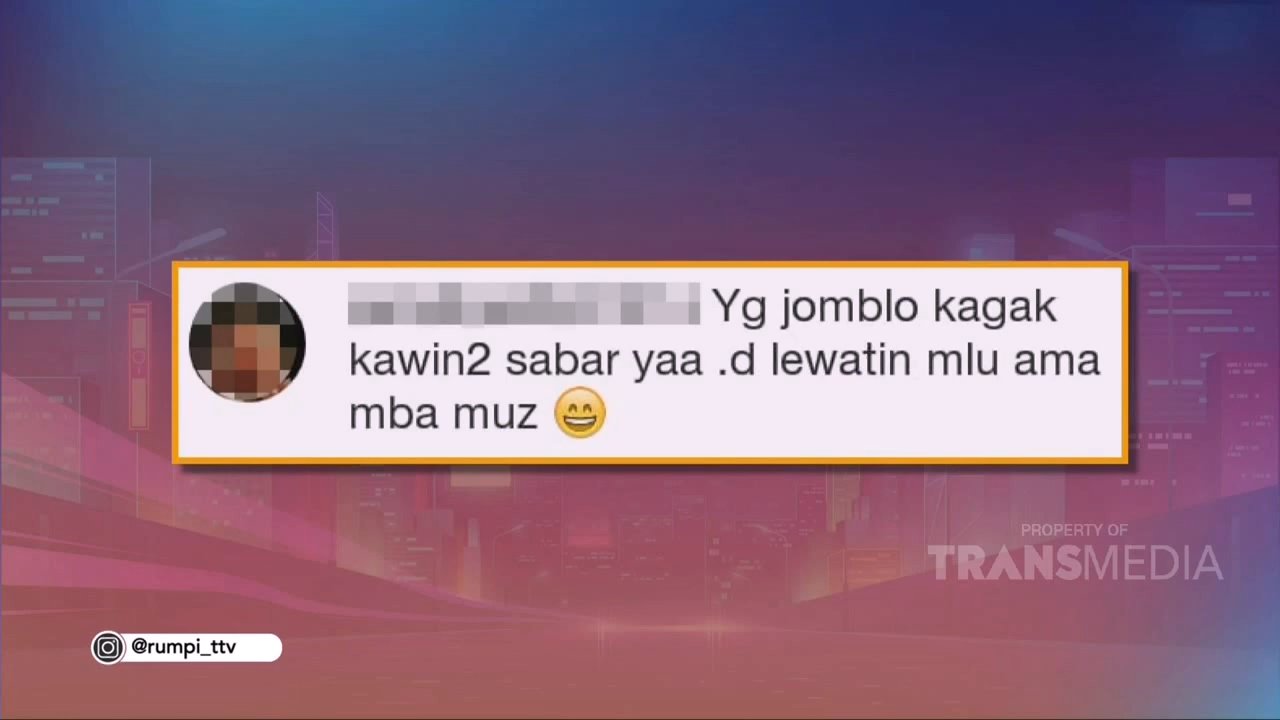 Yg jomblo kagak
kawin2 sabar yaa .d lewatin mlu ama
mba muz 😄
PROPERTY OF
TRANSMEDIA
@rumpi_ttv